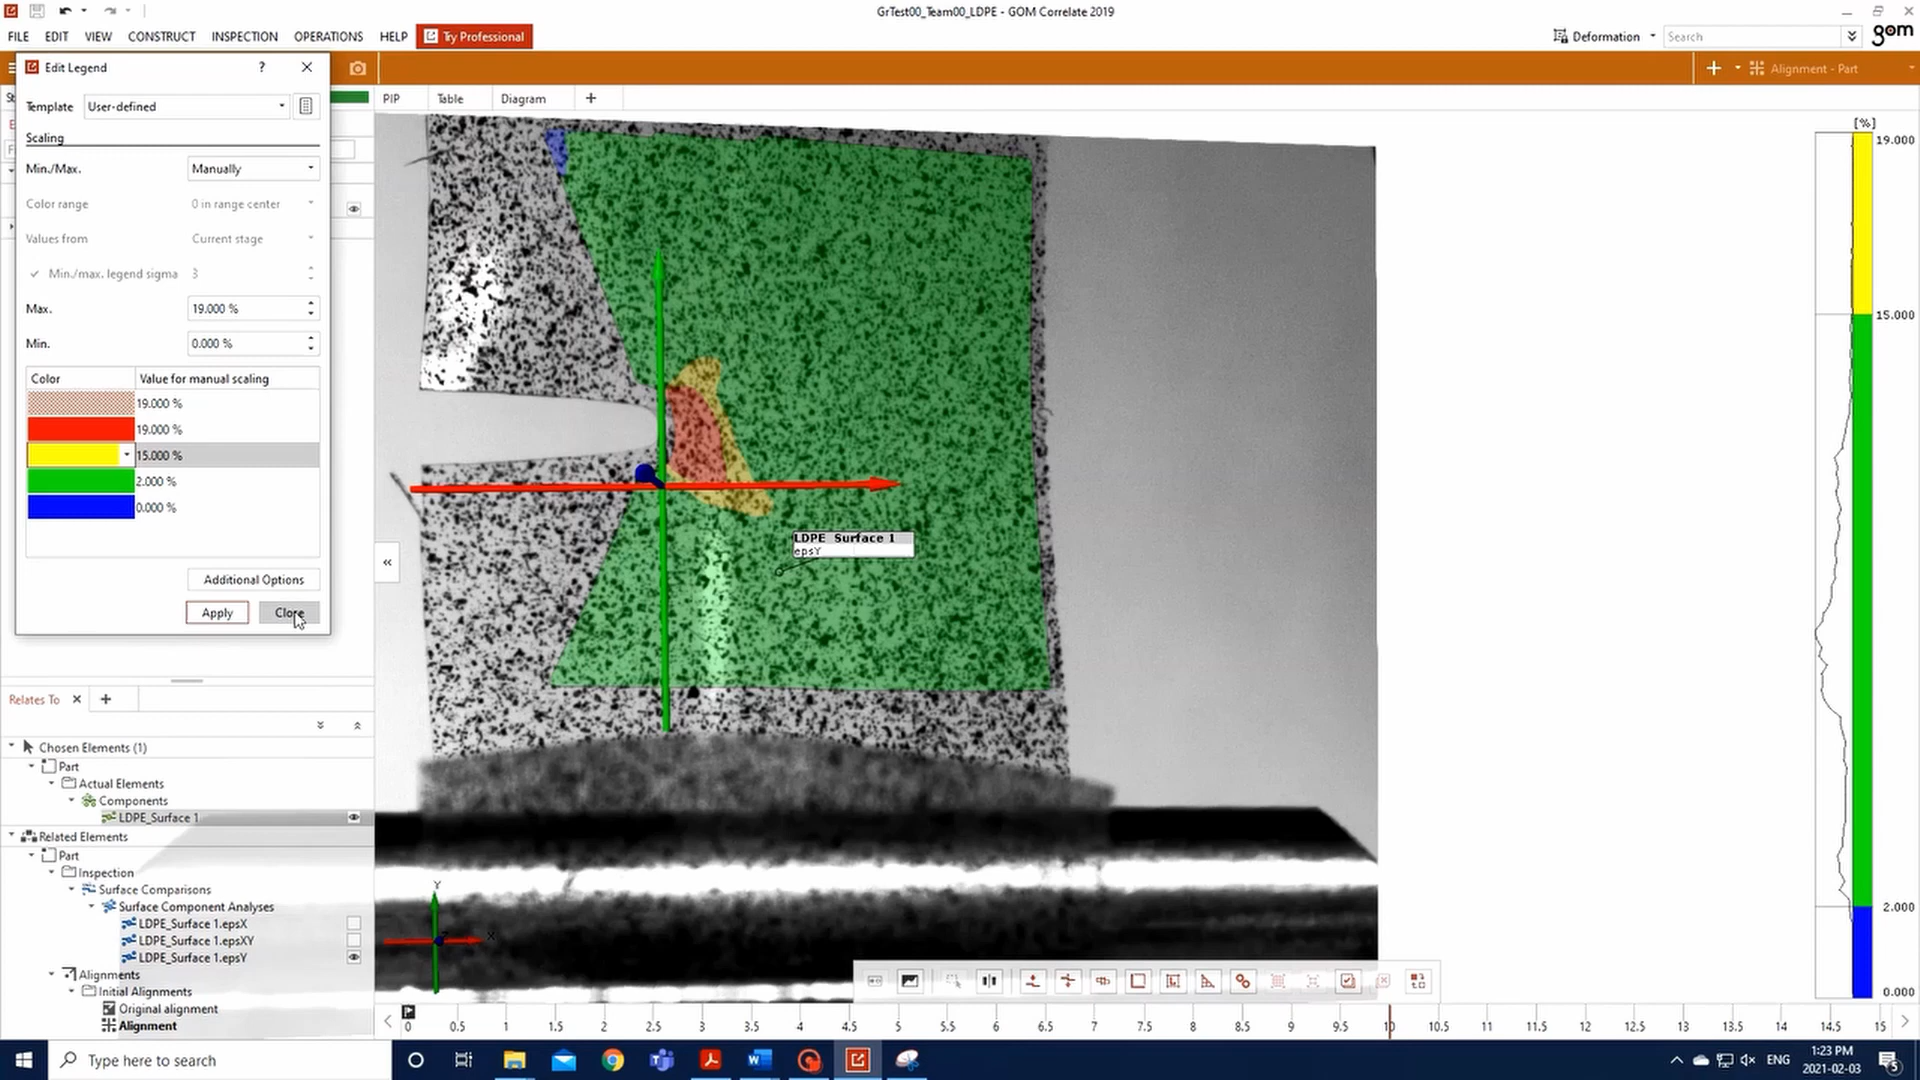 GrTest00_Team00_LDPE - GOM Correlate 2019
FILE EDIT VIEW CONSTRUCT INSPECTION OPERATIONS HELP Try Professional
Deformation Search gom
Edit Legend ?
Alignment - Part
Template User-defined
PIP Table Diagram +
Scaling
Min./Max. Manually
Color range 0 in range center
Values from Current stage
Min./max. legend sigma 3
Max. 19.000 %
Min. 0.000 %
Color Value for manual scaling
19.000 %
19.000 %
15.000 %
2.000 %
0.000 %
Additional Options
Apply Close
LDPE Surface 1
epsY
[%]
19.000
15.000
2.000
0.000
Relates To
Chosen Elements (1)
Part
Actual Elements
Components
LDPE_Surface 1
Related Elements
Part
Inspection
Surface Comparisons
Surface Component Analyses
LDPE_Surface 1.epsX
LDPE_Surface 1.epsXY
LDPE_Surface 1.epsY
Alignments
Initial Alignments
Original alignment
Alignment
Y
X
0 0.5 1 1.5 2 2.5 3 3.5 4 4.5 5 5.5 6 6.5 7 7.5 8 8.5 9 9.5 10 10.5 11 11.5 12 12.5 13 13.5 14 14.5 15
Type here to search
ENG
1:23 PM
2021-02-03
5